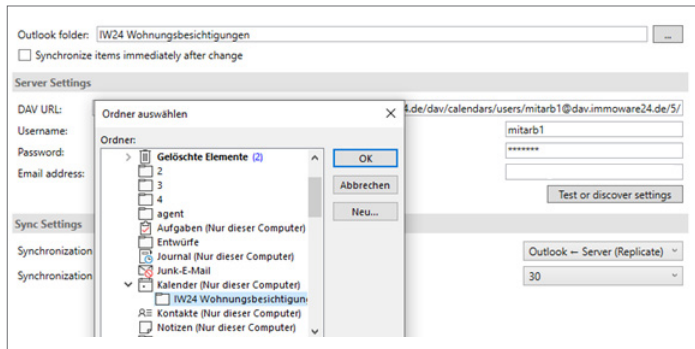 Outlook folder: IW24 Wohnungsbesichtigungen ...
Synchronize items immediately after change
Server Settings
DAV URL: 4.de/dav/calendars/users/mitarb1@dav.immoware24.de/5/
Username: mitarb1
Password: *******
Email address:
Test or discover settings
Sync Settings
Synchronization Outlook ← Server (Replicate)
Synchronization 30
Ordner auswählen
Ordner:
Gelöschte Elemente (2)
2
3
4
agent
Aufgaben (Nur dieser Computer)
Entwürfe
Journal (Nur dieser Computer)
Junk-E-Mail
Kalender (Nur dieser Computer)
IW24 Wohnungsbesichtigun
Kontakte (Nur dieser Computer)
Notizen (Nur dieser Computer)
OK
Abbrechen
Neu...